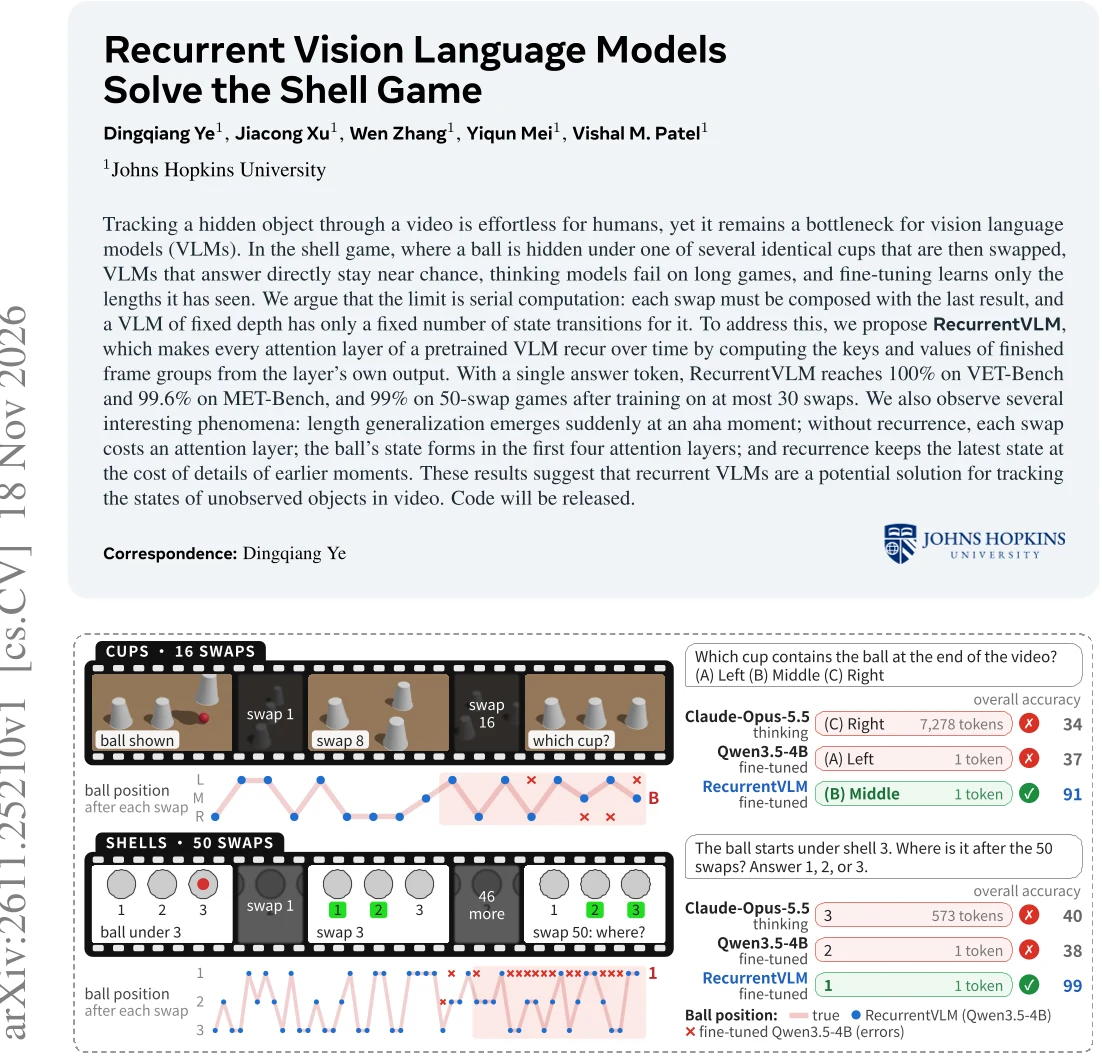 Recurrent Vision Language Models
Solve the Shell Game
Dingqiang Ye1, Jiacong Xu1, Wen Zhang1, Yiqun Mei1, Vishal M. Patel1
1Johns Hopkins University
Tracking a hidden object through a video is effortless for humans, yet it remains a bottleneck for vision language
models (VLMs). In the shell game, where a ball is hidden under one of several identical cups that are then swapped,
VLMs that answer directly stay near chance, thinking models fail on long games, and fine-tuning learns only the
lengths it has seen. We argue that the limit is serial computation: each swap must be composed with the last result, and
a VLM of fixed depth has only a fixed number of state transitions for it. To address this, we propose RecurrentVLM,
which makes every attention layer of a pretrained VLM recur over time by computing the keys and values of finished
frame groups from the layer's own output. With a single answer token, RecurrentVLM reaches 100% on VET-Bench
and 99.6% on MET-Bench, and 99% on 50-swap games after training on at most 30 swaps. We also observe several
interesting phenomena: length generalization emerges suddenly at an aha moment; without recurrence, each swap
costs an attention layer; the ball's state forms in the first four attention layers; and recurrence keeps the latest state at
the cost of details of earlier moments. These results suggest that recurrent VLMs are a potential solution for tracking
the states of unobserved objects in video. Code will be released.
Correspondence: Dingqiang Ye
JOHNS HOPKINS
UNIVERSITY
arXiv:2611.25210v1 [cs.CV] 18 Nov 2026
CUPS • 16 SWAPS
ball shown
swap 1
swap 8
swap
16
which cup?
ball position
after each swap
L
M
R
B
Which cup contains the ball at the end of the video?
(A) Left (B) Middle (C) Right
overall accuracy
Claude-Opus-5.5
thinking
(C) Right 7,278 tokens 34
Qwen3.5-4B
fine-tuned
(A) Left 1 token 37
RecurrentVLM
fine-tuned
(B) Middle 1 token 91
SHELLS • 50 SWAPS
1 2 3
ball under 3
swap 1
1 2 3
swap 3
46
more
1 2 3
swap 50: where?
ball position
after each swap
1
2
3
1
The ball starts under shell 3. Where is it after the 50
swaps? Answer 1, 2, or 3.
overall accuracy
Claude-Opus-5.5
thinking
3 573 tokens 40
Qwen3.5-4B
fine-tuned
2 1 token 38
RecurrentVLM
fine-tuned
1 1 token 99
Ball position: true RecurrentVLM (Qwen3.5-4B)
fine-tuned Qwen3.5-4B (errors)